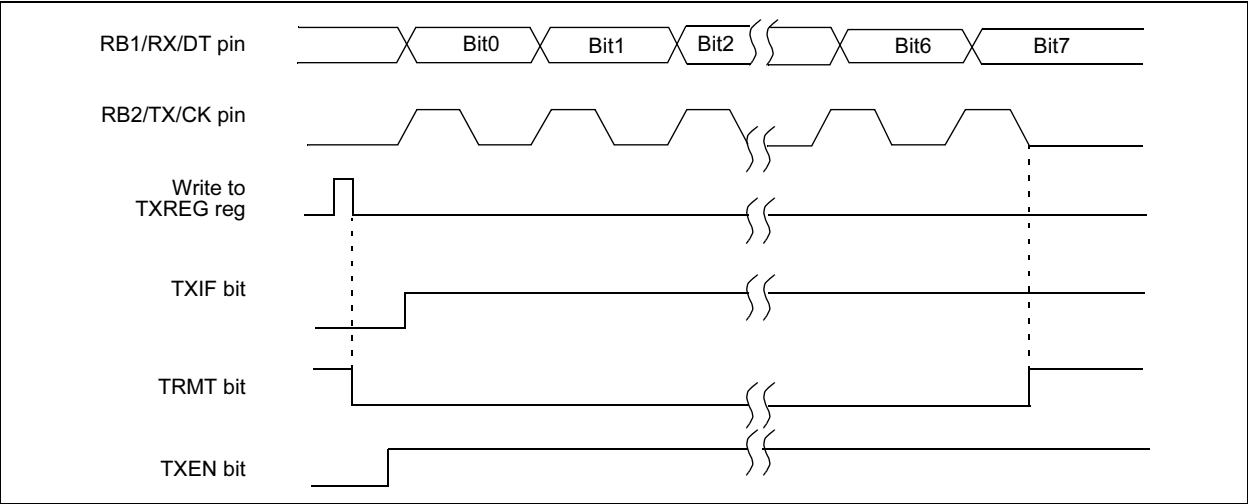 RB1/RX/DT pin
Bit0 Bit1 Bit2 Bit6 Bit7
RB2/TX/CK pin
Write to
TXREG reg
TXIF bit
TRMT bit
TXEN bit